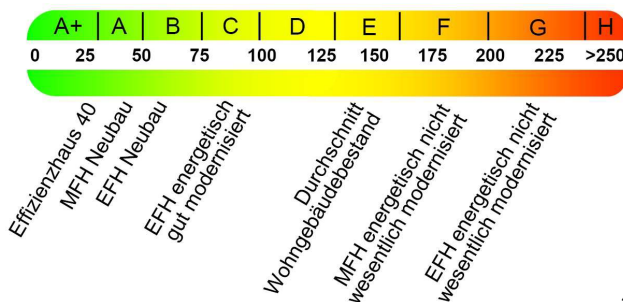 A+ A B C D E F G H
0 25 50 75 100 125 150 175 200 225 >250
Effizienzhaus 40
MFH Neubau
EFH Neubau
EFH energetisch
gut modernisiert
Durchschnitt
Wohngebäudebestand
MFH energetisch nicht
wesentlich modernisiert
EFH energetisch nicht
wesentlich modernisiert